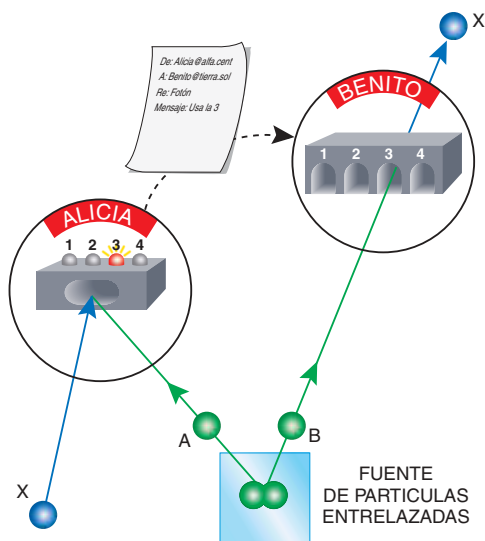 X
De: Alicia@alfa.cent
A: Benito@tierra.sol
Re: Fotón
Mensaje: Usa la 3
BENITO
1 2 3 4
ALICIA
1 2 3 4
A
B
X
FUENTE
DE PARTICULAS
ENTRELAZADAS